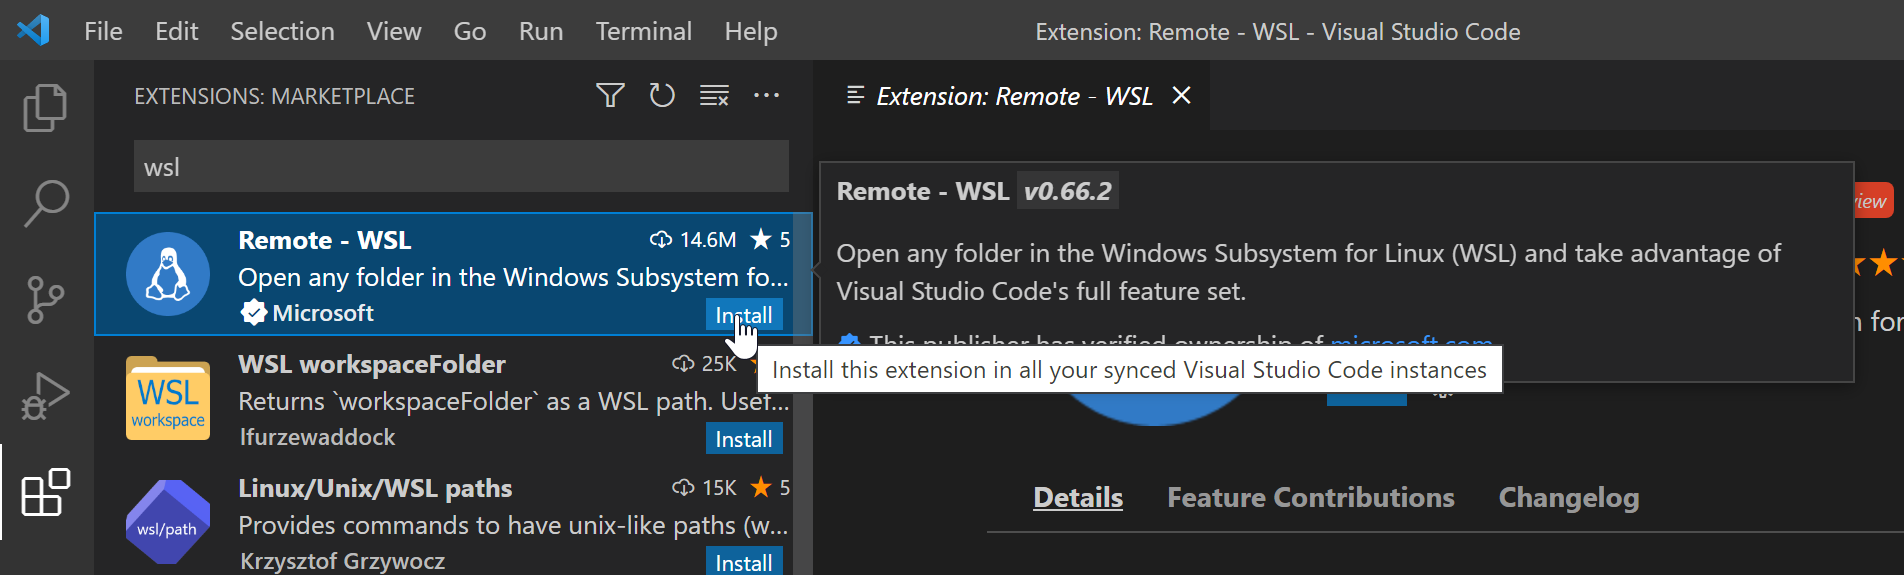 File Edit Selection View Go Run Terminal Help
Extension: Remote - WSL - Visual Studio Code
EXTENSIONS: MARKETPLACE
wsl
Remote - WSL 14.6M 5
Open any folder in the Windows Subsystem fo...
Microsoft Install
WSL workspaceFolder 25K
Returns `workspaceFolder` as a WSL path. Usef...
lfurzewaddock Install
WSL
workspace
Linux/Unix/WSL paths 15K 5
Provides commands to have unix-like paths (w...
Krzysztof Grzywocz Install
wsl/path
Extension: Remote - WSL
Remote - WSL v0.66.2
Open any folder in the Windows Subsystem for Linux (WSL) and take advantage of
Visual Studio Code's full feature set.
This publisher has verified ownership of microsoft.com
Install this extension in all your synced Visual Studio Code instances
for
Details Feature Contributions Changelog